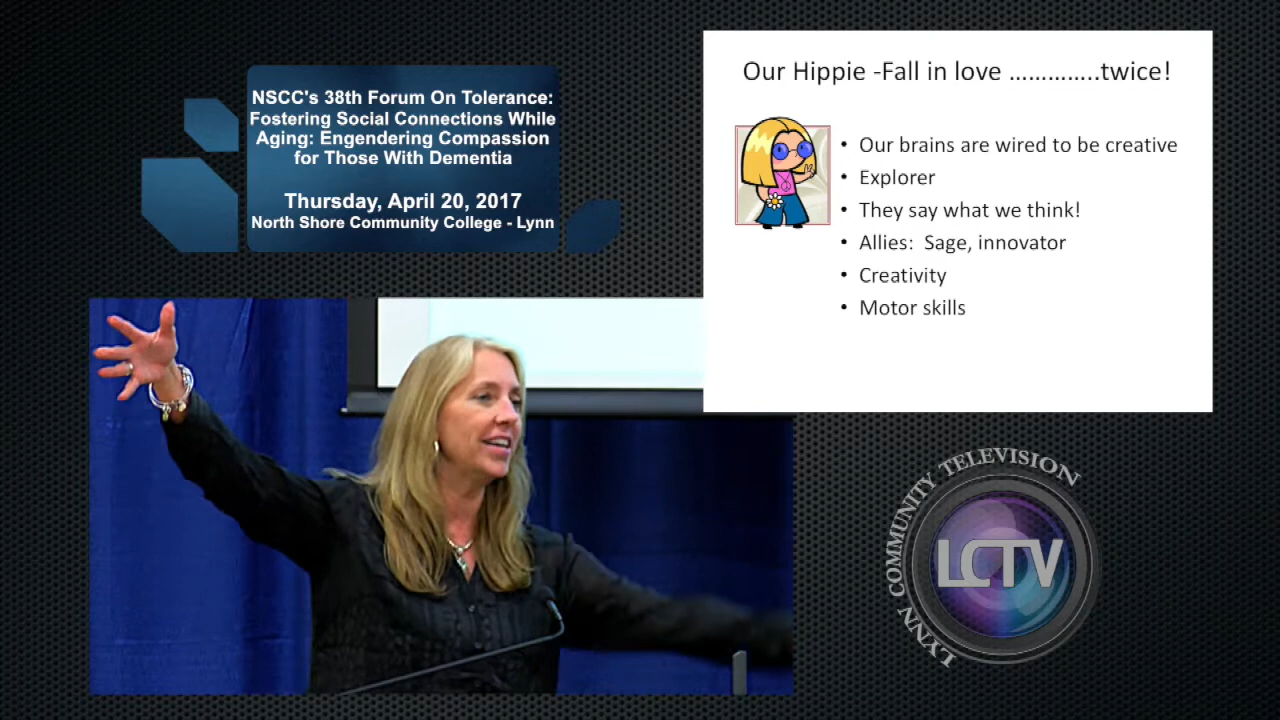 NSCC's 38th Forum On Tolerance:
Fostering Social Connections While
Aging: Engendering Compassion
for Those With Dementia
Thursday, April 20, 2017
North Shore Community College - Lynn
Our Hippie -Fall in love …………..twice!
• Our brains are wired to be creative
• Explorer
• They say what we think!
• Allies: Sage, innovator
• Creativity
• Motor skills
LYNN COMMUNITY TELEVISION
LCTV